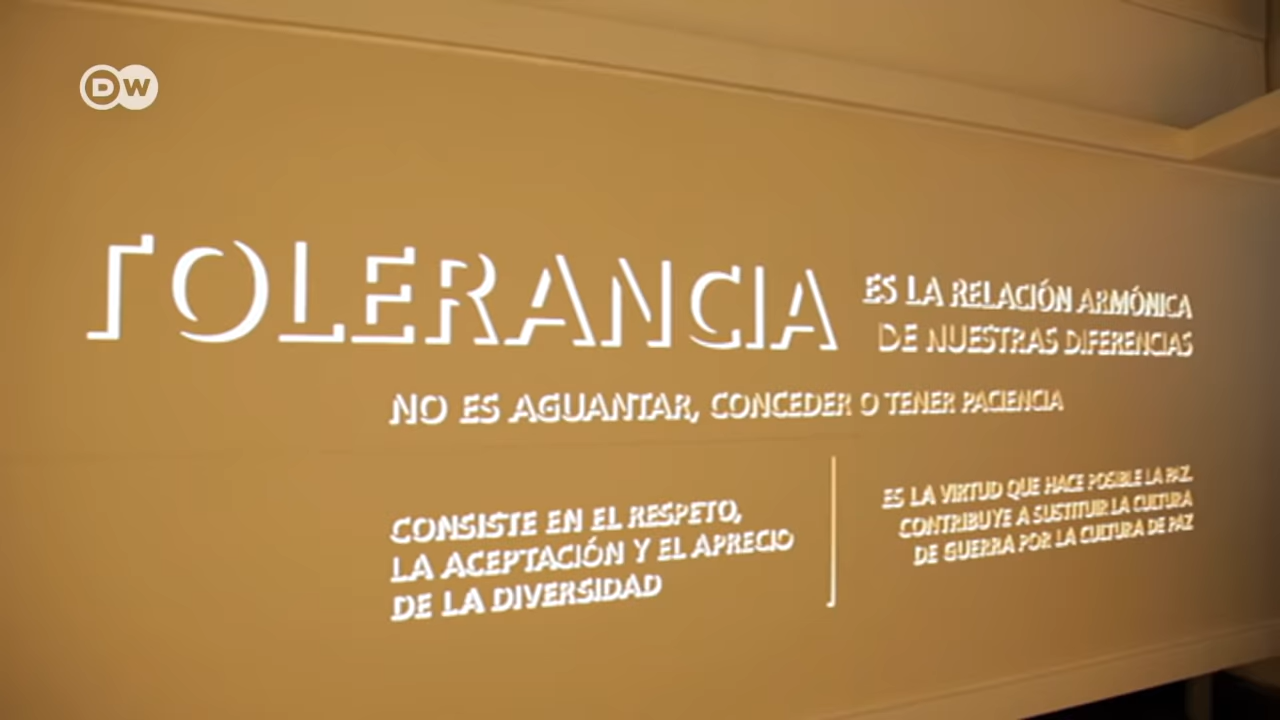 DW
TOLERANCIA
ES LA RELACIÓN ARMÓNICA
DE NUESTRAS DIFERENCIAS
NO ES AGUANTAR, CONCEDER O TENER PACIENCIA
CONSISTE EN EL RESPETO,
LA ACEPTACIÓN Y EL APRECIO
DE LA DIVERSIDAD
ES LA VIRTUD QUE HACE POSIBLE LA PAZ.
CONTRIBUYE A SUSTITUIR LA CULTURA
DE GUERRA POR LA CULTURA DE PAZ